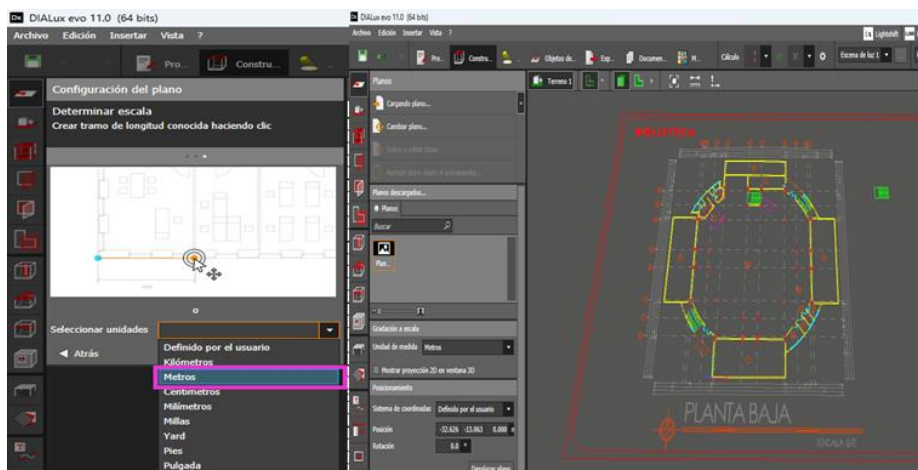 DIALux evo 11.0 (64 bits)
Archivo Edición Insertar Vista ?
Pro... Constru...
Configuración del plano
Determinar escala
Crear tramo de longitud conocida haciendo clic
Seleccionar unidades
Atrás
Definido por el usuario
Kilómetros
Metros
Centímetros
Milímetros
Millas
Yard
Pies
Pulgada
DIALux evo 11.0 (64 bits)
Archivo Edición Insertar Vista ?
Pro... Constru... Objetos de... Exp... Documen... M... Cálculo Escena de luz 1
Planos
Terreno 1
Cargando plano...
Cambiar plano...
Planos descargados...
Planos
Buscar
Plan...
Gradación a escala
Unidad de medida Metros
Mostrar proyección 2D en ventana 3D
Posicionamiento
Sistema de coordenadas Definido por el usuario
Posición -32.626 -13.063 0.000
Rotación 0.0 °
Desplazar plano
PLANTA BAJA